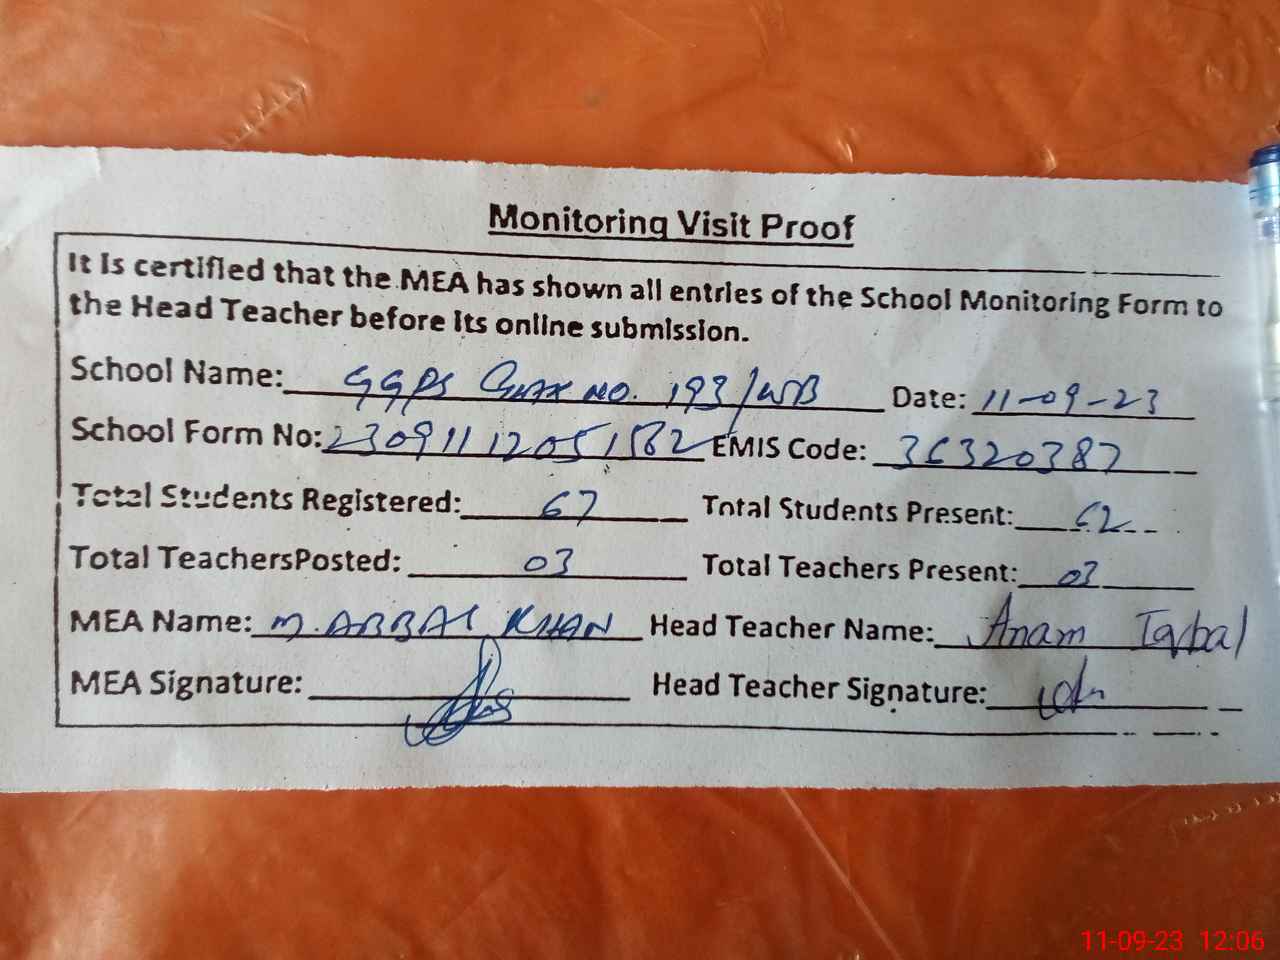 Monitoring Visit Proof
It is certified that the MEA has shown all entries of the School Monitoring Form to
the Head Teacher before its online submission.
School Name: GGPS CHAK NO. 193/WB Date: 11-09-23
School Form No: 23091112051562 EMIS Code: 36320387
Total Students Registered: 67 Total Students Present: 62
Total TeachersPosted: 03 Total Teachers Present: 03
MEA Name: M. ABBAS KHAN Head Teacher Name: Anam Iqbal
MEA Signature: Head Teacher Signature:
11-09-23 12:06